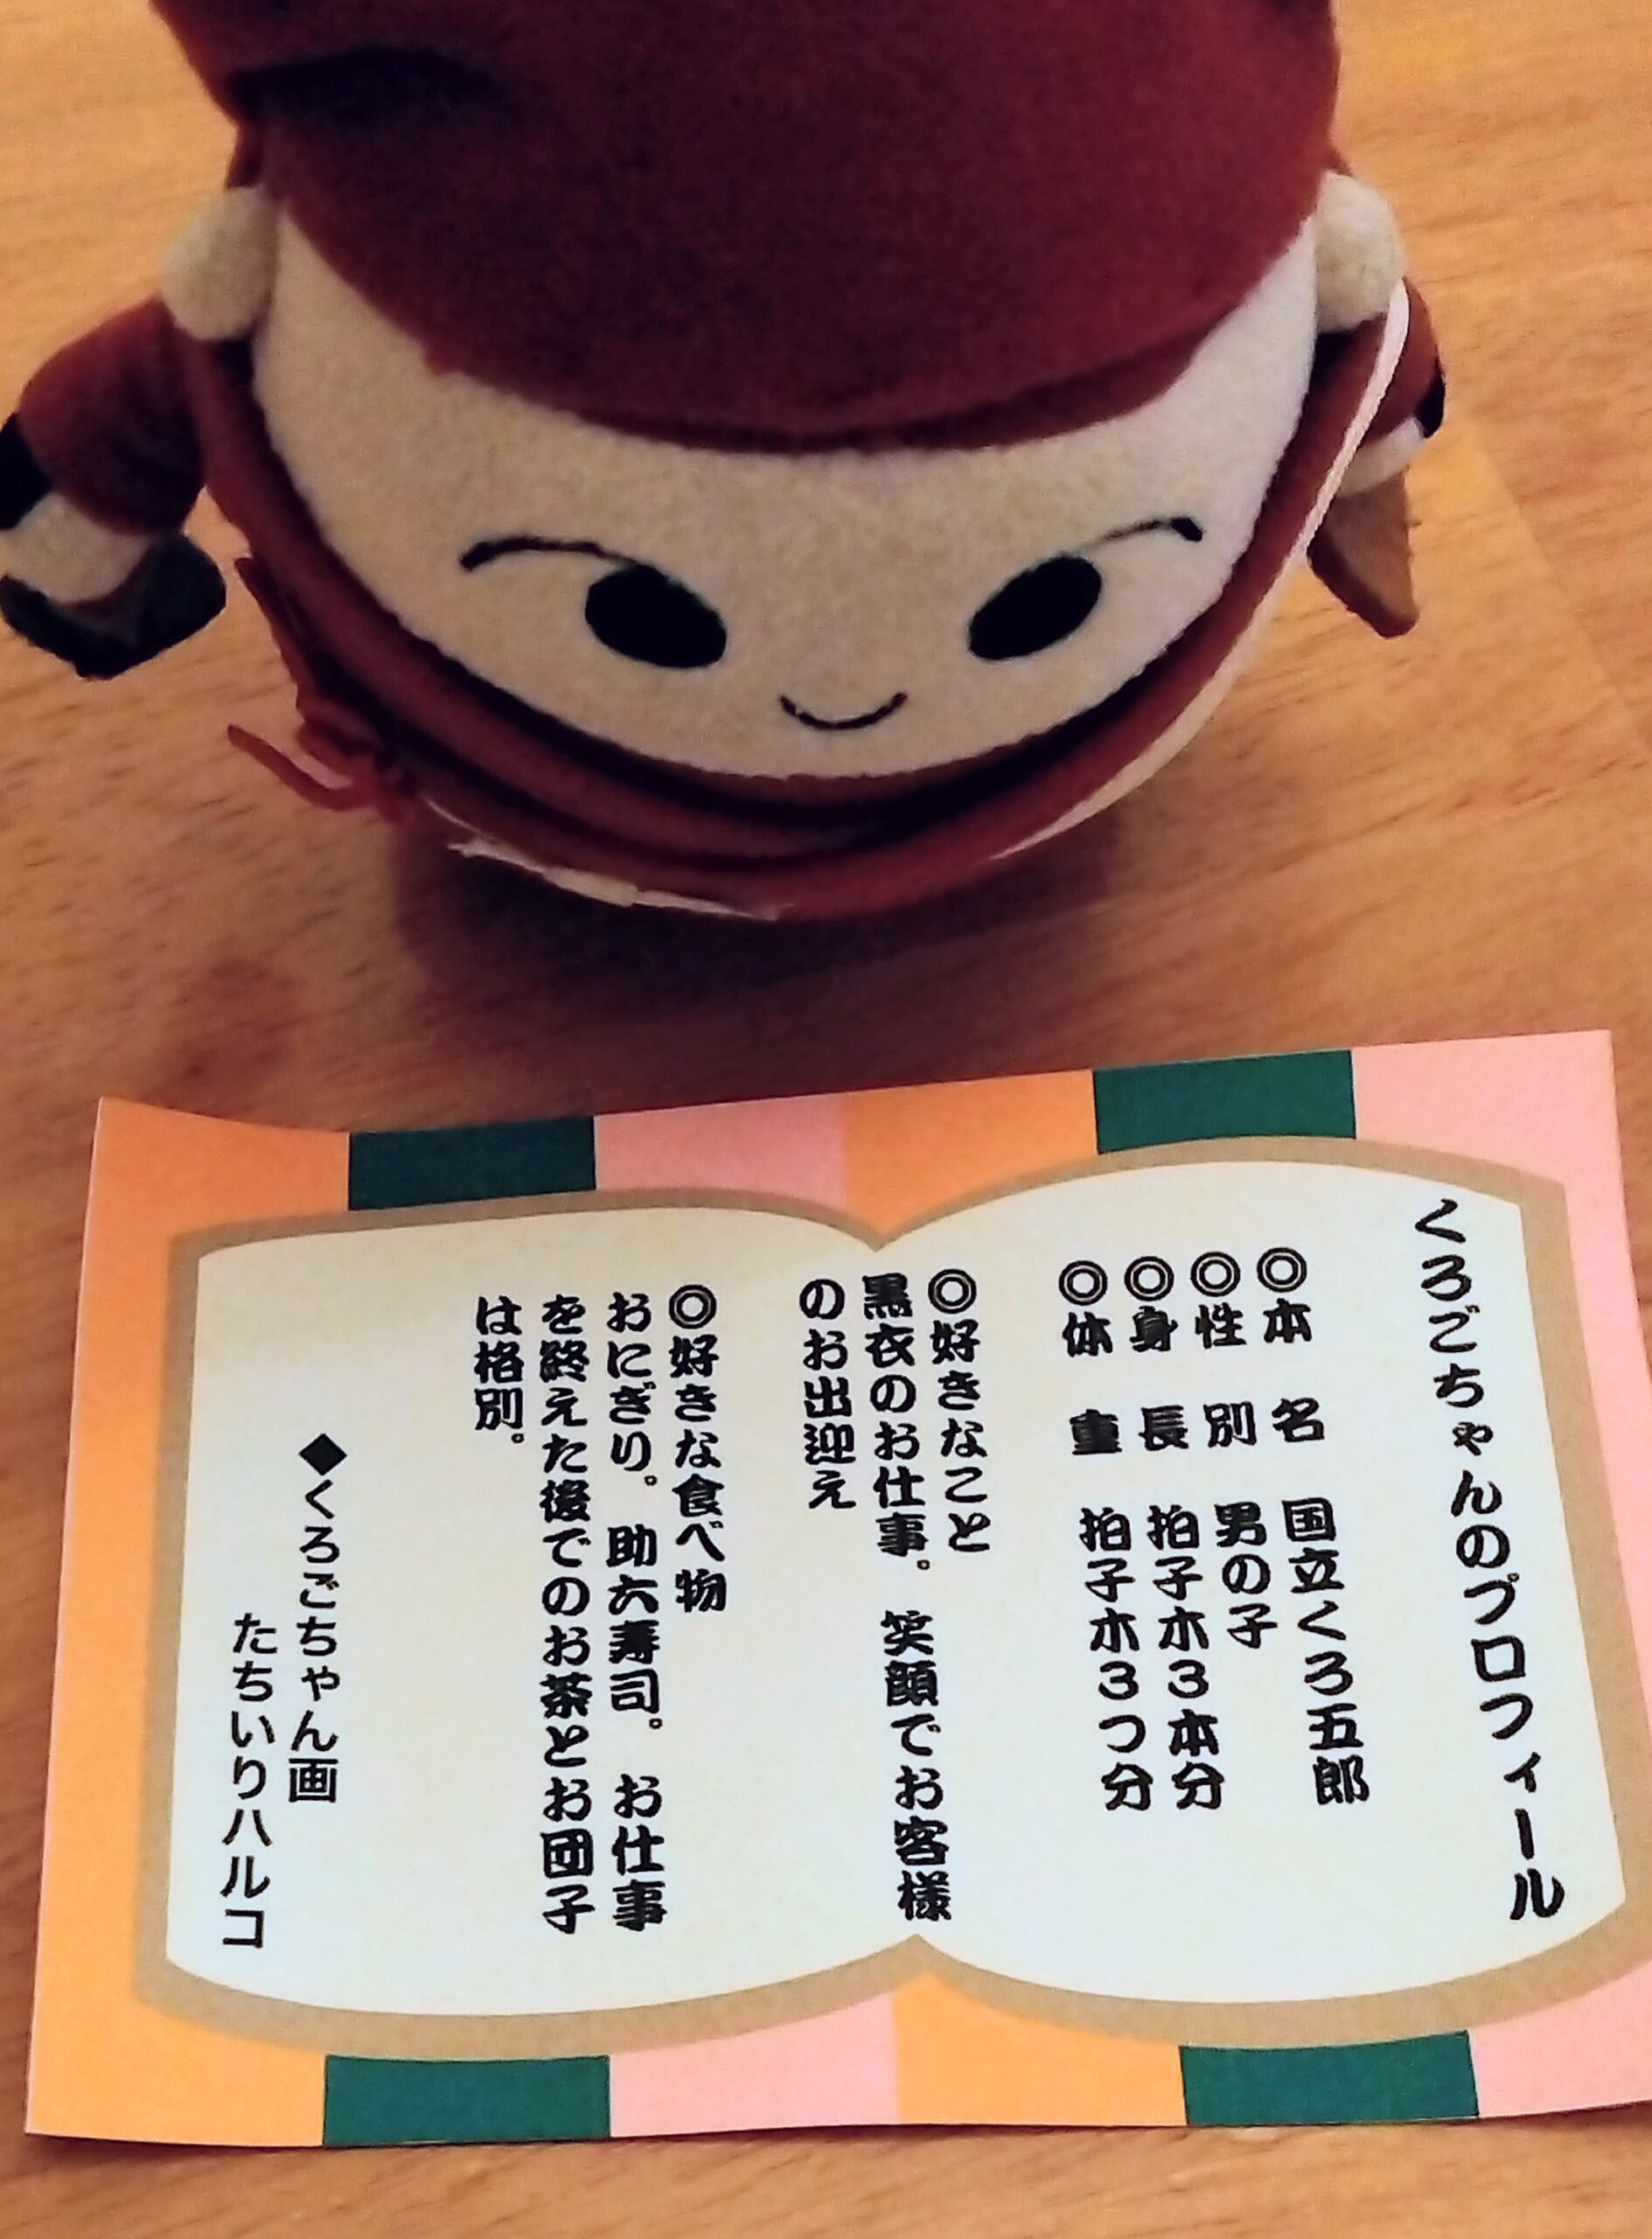 くろごちゃんのプロフィール
◎本　名　国立くろ五郎
◎性　別　男の子
◎身　長　拍子木３本分
◎体　重　拍子木３つ分
◎好きなこと
黒衣のお仕事。笑顔でお客様
のお出迎え
◎好きな食べ物
おにぎり。助六寿司。お仕事
を終えた後でのお茶とお団子
は格別。
◆くろごちゃん画
たちいりハルコ